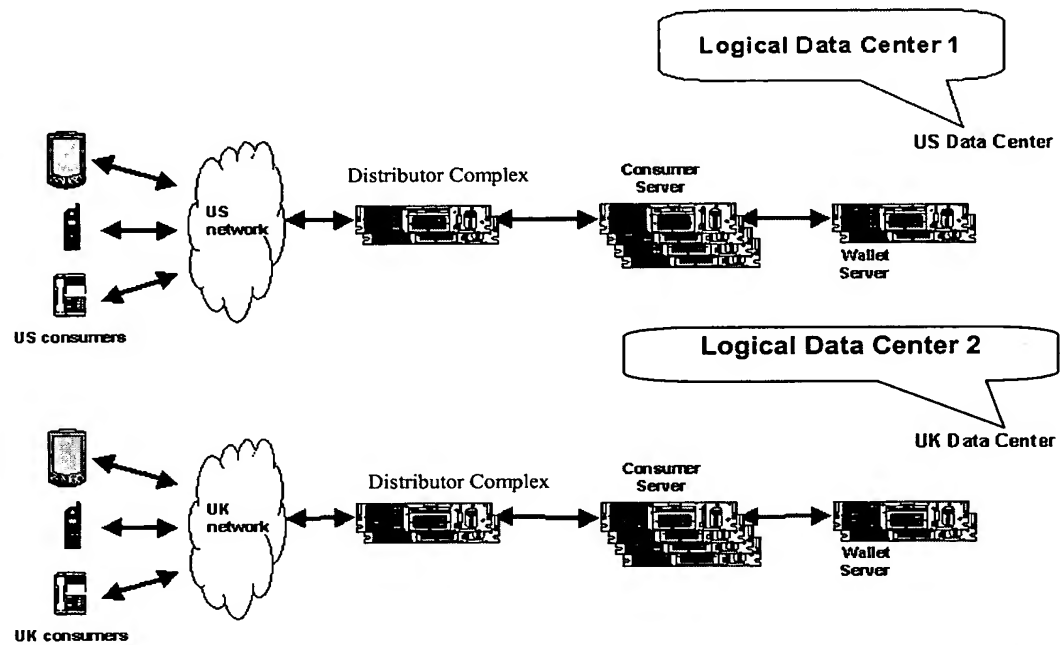 Logical Data Center 1
US Data Center
Distributor Complex
Consumer
Server
US
network
Wallet
Server
US consumers
Logical Data Center 2
UK Data Center
Distributor Complex
Consumer
Server
UK
network
Wallet
Server
UK consumers